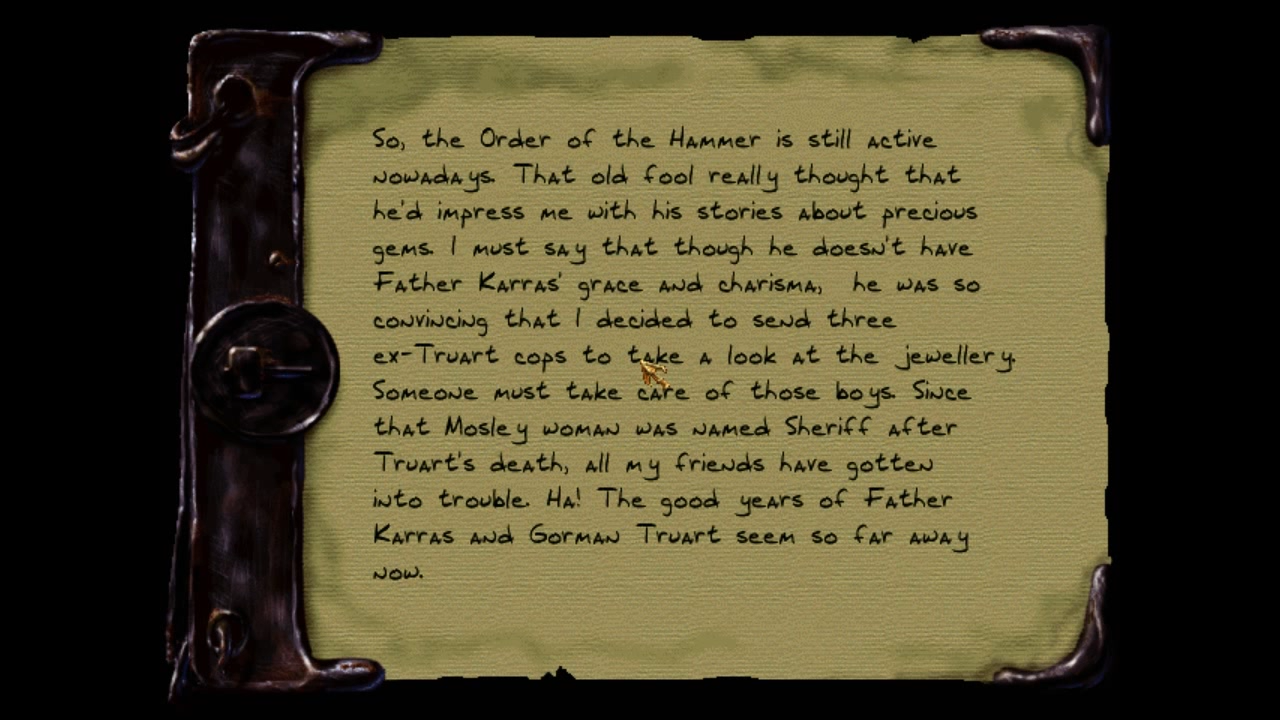 So, the Order of the Hammer is still active
nowadays. That old fool really thought that
he'd impress me with his stories about precious
gems. I must say that though he doesn't have
Father Karras' grace and charisma,  he was so
convincing that I decided to send three
ex-Truart cops to take a look at the  jewellery.
Someone must take care of those boys. Since
that Mosley woman was named Sheriff after
Truart's death, all my friends have gotten
into trouble. Ha! The good years of Father
Karras and Gorman Truart seem so far away
now.